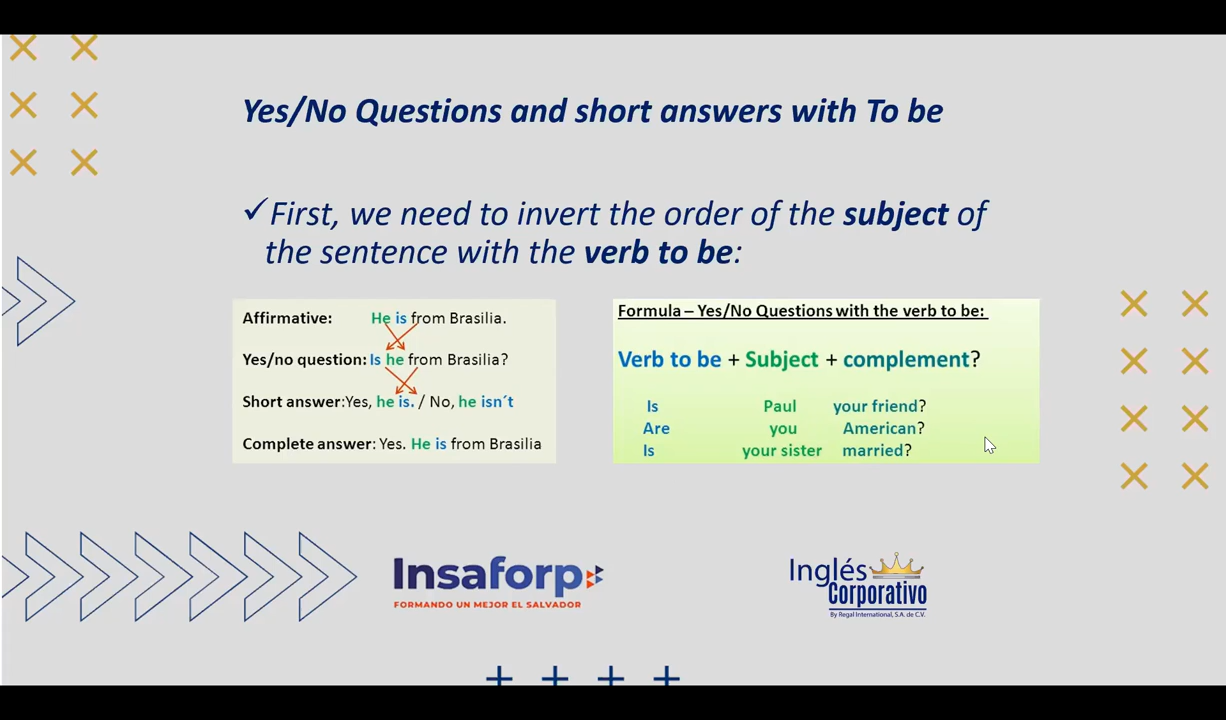 Yes/No Questions and short answers with To be
✓First, we need to invert the order of the subject of
the sentence with the verb to be:
Affirmative: He is from Brasilia.
Yes/no question: Is he from Brasilia?
Short answer:Yes, he is. / No, he isn´t
Complete answer: Yes. He is from Brasilia
Formula – Yes/No Questions with the verb to be:
Verb to be + Subject + complement?
Is Paul your friend?
Are you American?
Is your sister married?
Insaforp
FORMANDO UN MEJOR EL SALVADOR
Inglés
Corporativo
By Regal International, S.A. de C.V.